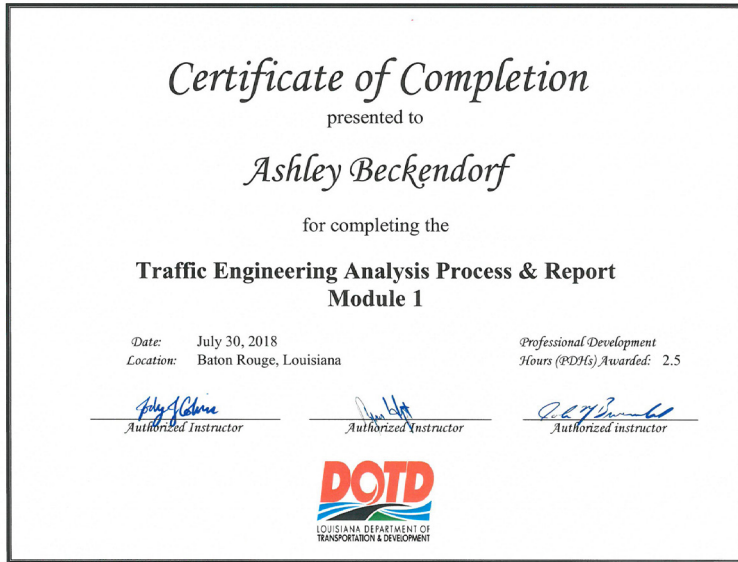 Certificate of Completion
presented to
Ashley Beckendorf
for completing the
Traffic Engineering Analysis Process & Report
Module 1
Date: July 30, 2018
Location: Baton Rouge, Louisiana
Professional Development
Hours (PDHs) Awarded: 2.5
Authorized Instructor
Authorized Instructor
Authorized instructor
DOTD
LOUISIANA DEPARTMENT OF
TRANSPORTATION & DEVELOPMENT